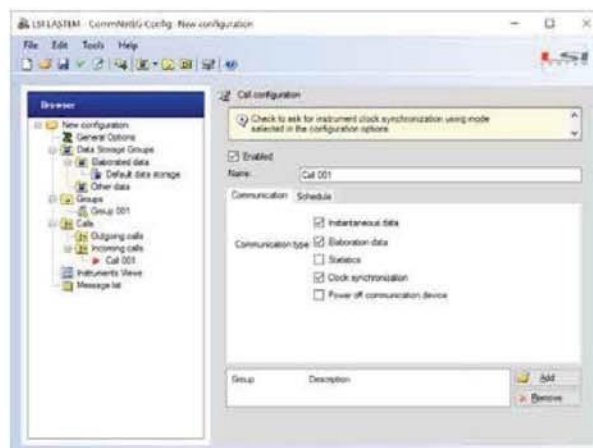 LSI LASTEM - CommNetEG Config: New configuration
File Edit Tools Help
LSI
Browser
New configuration
General Options
Data Storage Groups
Elaborated data
Default data storage
Other data
Groups
Group 001
Calls
Outgoing calls
Incoming calls
Call 001
Instruments Views
Message list
Call configuration
Check to ask for instrument clock synchronization using mode
selected in the configuration options
Enabled
Name: Call 001
Communication Schedule
Instantaneous data
Communication type Elaboration data
Statistics
Clock synchronization
Power off communication device
Group Description
Add
Remove